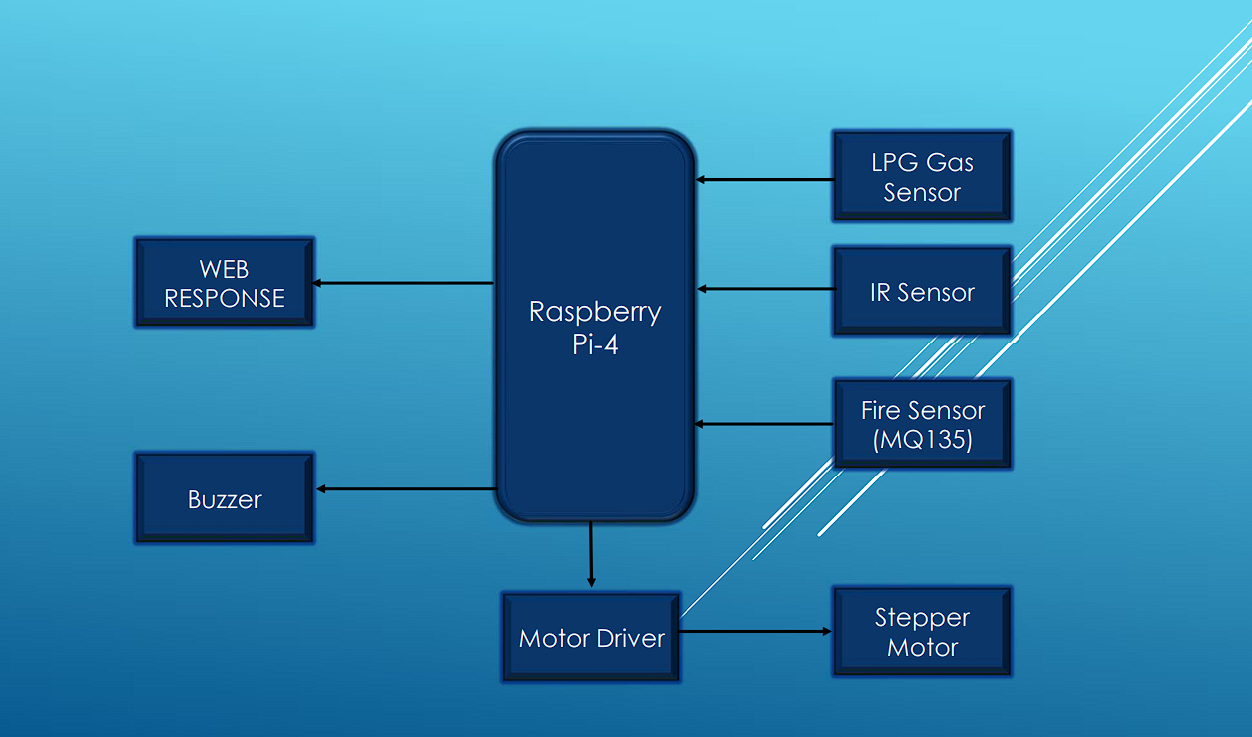 LPG Gas
Sensor
WEB
RESPONSE
IR Sensor
Raspberry
Pi-4
Fire Sensor
(MQ135)
Buzzer
Motor Driver
Stepper
Motor